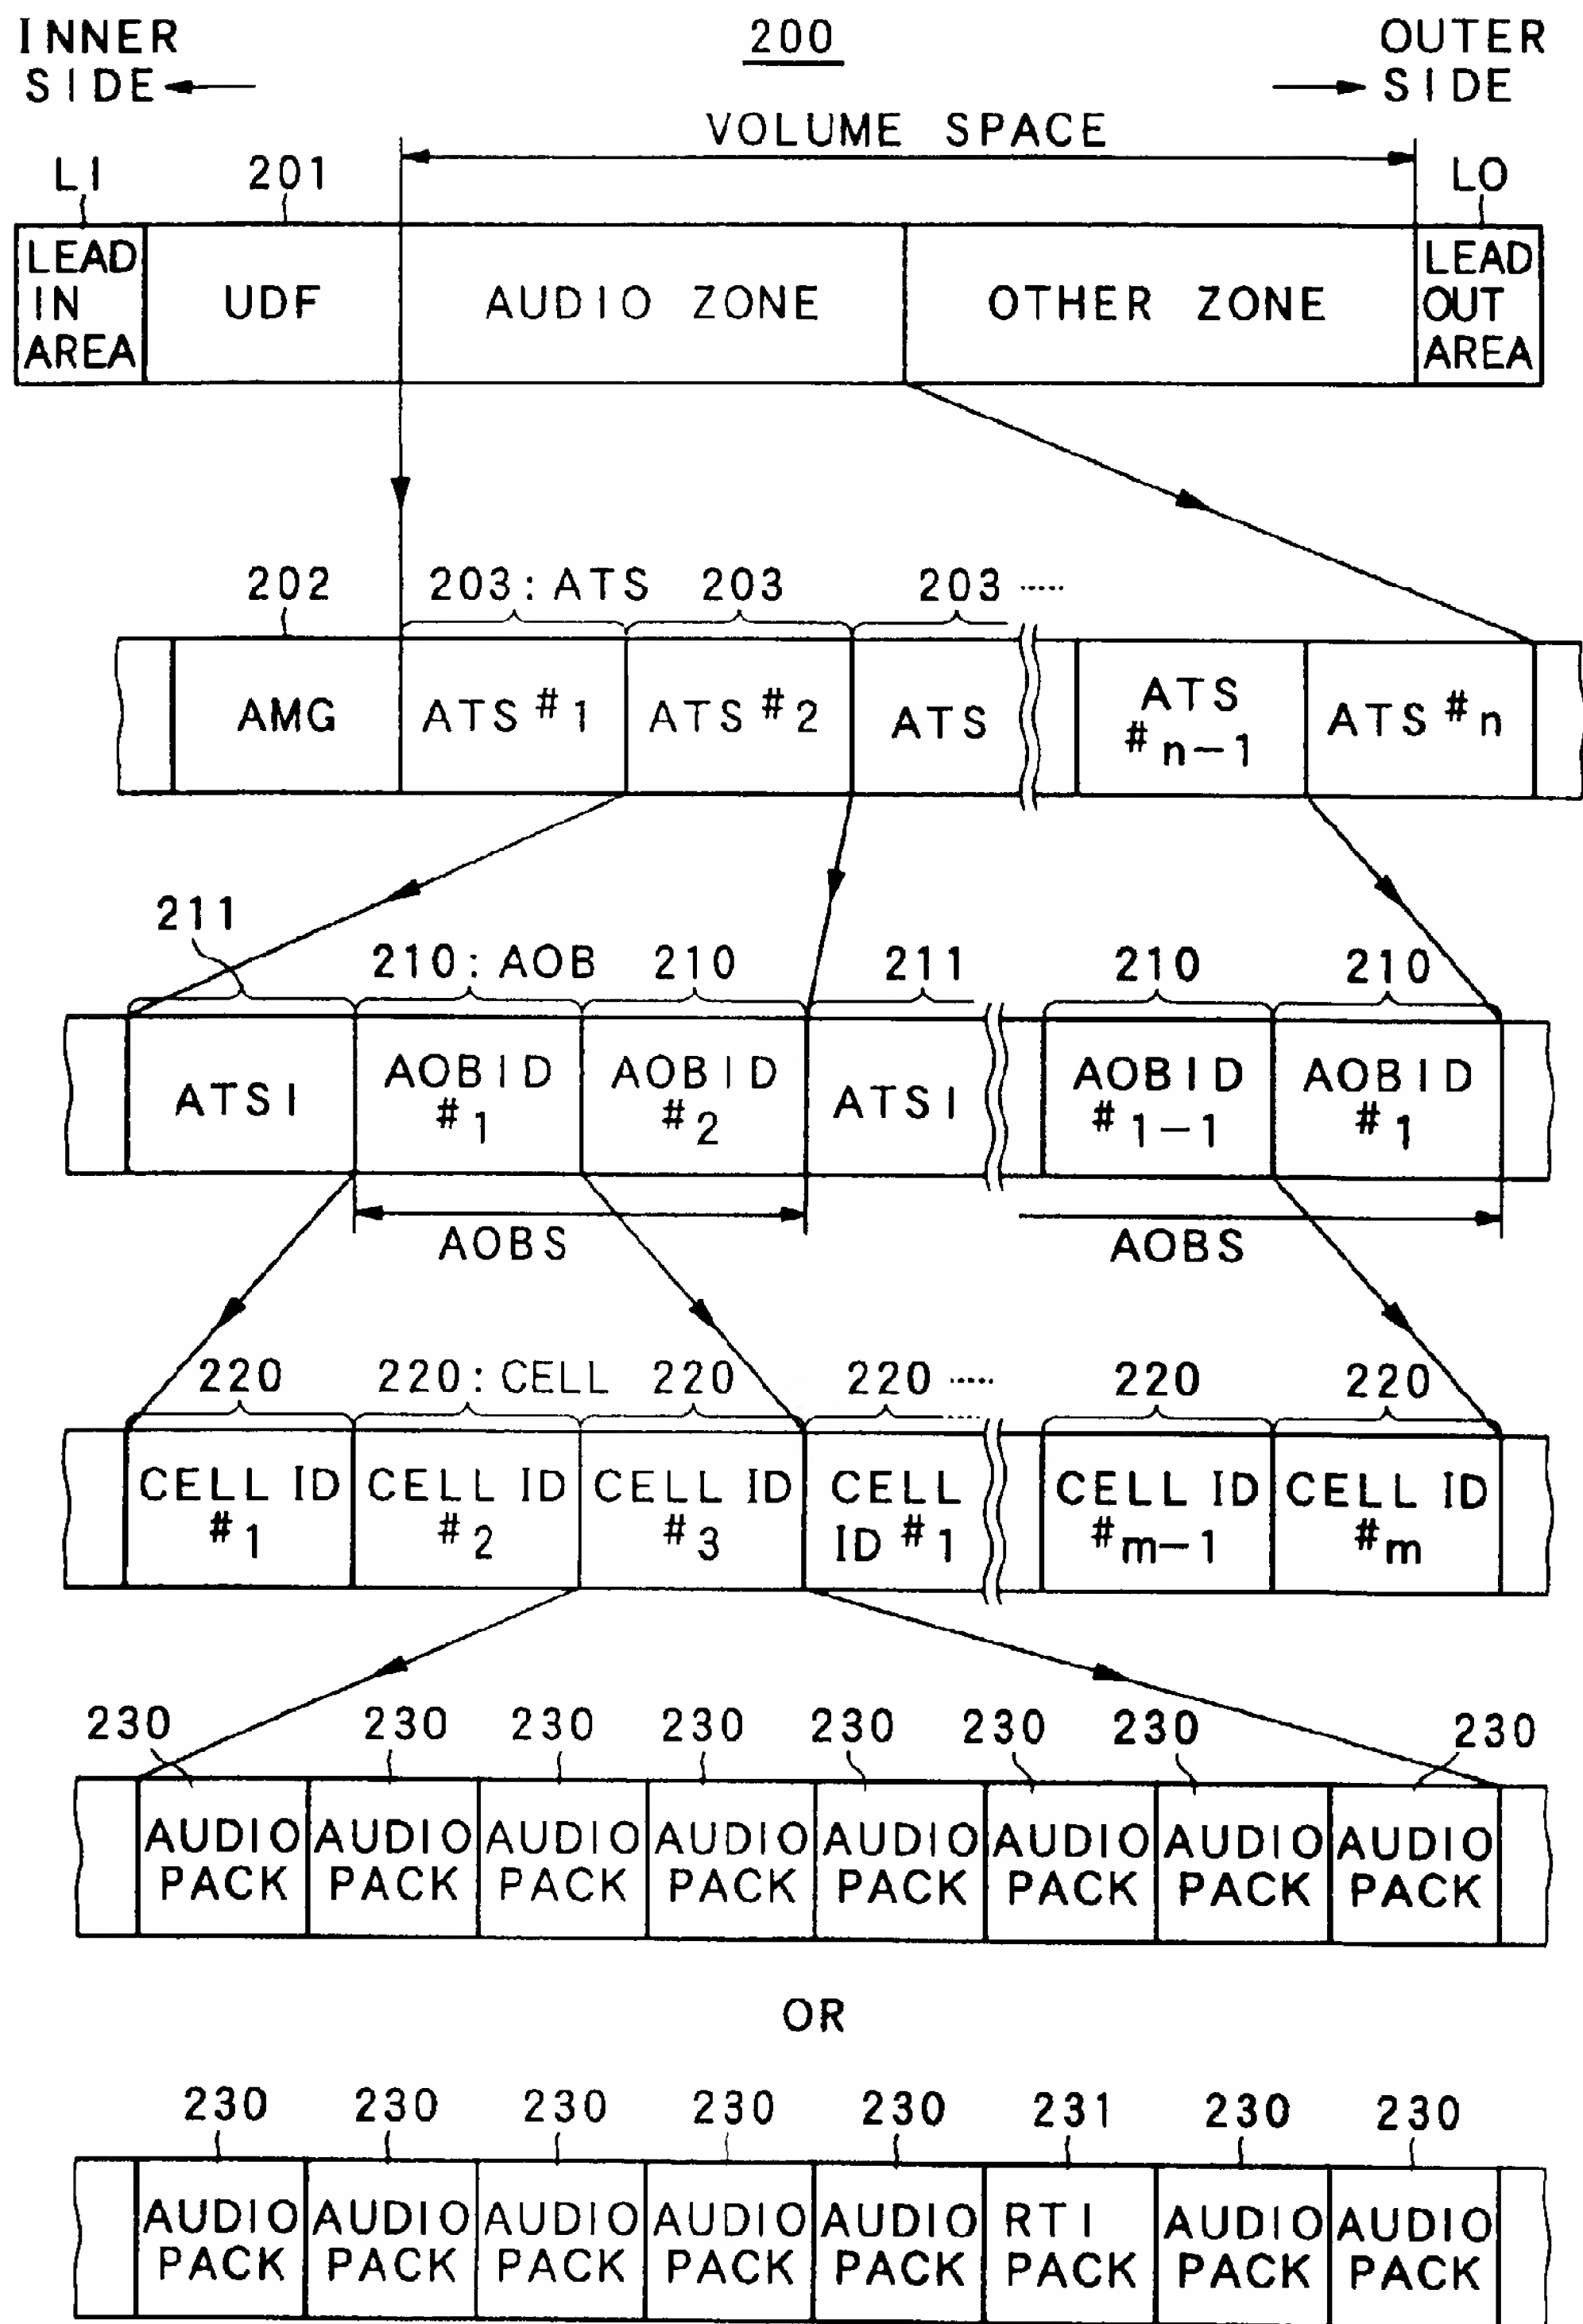 INNER SIDE
200
OUTER SIDE
VOLUME SPACE
LI 201 LO
LEAD IN AREA
UDF
AUDIO ZONE
OTHER ZONE
LEAD OUT AREA
202 203:ATS 203 203 .....
AMG
ATS #1
ATS #2
ATS
ATS #n-1
ATS #n
211 210:AOB 210 211 210 210
ATSI
AOBID #1
AOBID #2
ATSI
AOBID #1-1
AOBID #1
AOBS AOBS
220 220:CELL 220 220 ..... 220 220
CELL ID #1
CELL ID #2
CELL ID #3
CELL ID #1
CELL ID #m-1
CELL ID #m
230 230 230 230 230 230 230 230
AUDIO PACK
AUDIO PACK
AUDIO PACK
AUDIO PACK
AUDIO PACK
AUDIO PACK
AUDIO PACK
AUDIO PACK
OR
230 230 230 230 230 231 230 230
AUDIO PACK
AUDIO PACK
AUDIO PACK
AUDIO PACK
AUDIO PACK
RTI PACK
AUDIO PACK
AUDIO PACK